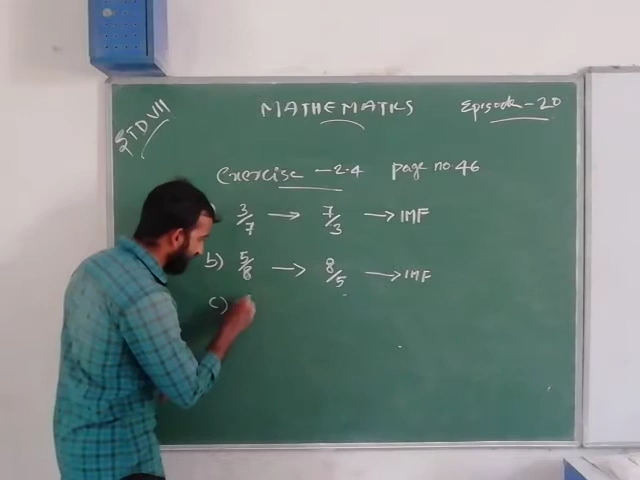 STD VII
MATHEMATICS
Episode - 20
Exercise - 2.4 page no. 46
3/7 → 7/3 → IMF
b) 5/8 → 8/5 → IMF
c)